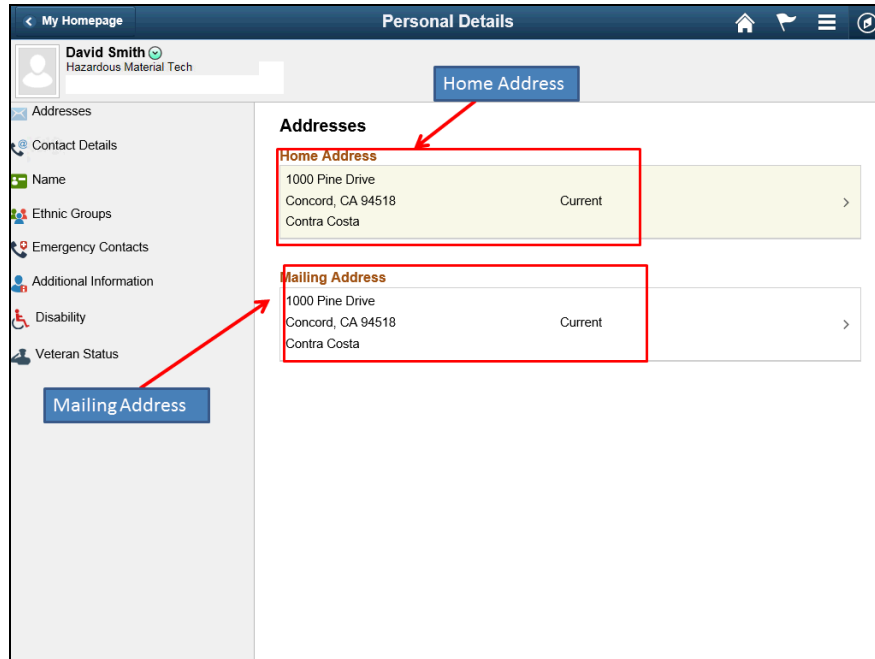 My Homepage
Personal Details
David Smith
Hazardous Material Tech
Home Address
Addresses
Contact Details
Name
Ethnic Groups
Emergency Contacts
Additional Information
Disability
Veteran Status
Mailing Address
Addresses
Home Address
1000 Pine Drive
Concord, CA 94518 Current
Contra Costa
Mailing Address
1000 Pine Drive
Concord, CA 94518 Current
Contra Costa